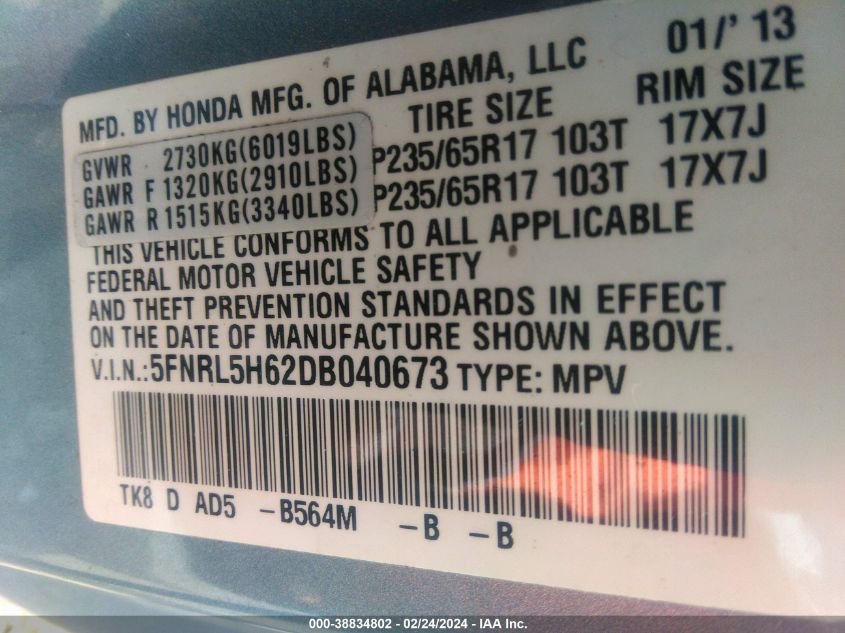 MFD. BY HONDA MFG. OF ALABAMA, LLC 01/' 13
TIRE SIZE RIM SIZE
GVWR 2730KG(6019LBS)
GAWR F 1320KG(2910LBS) P235/65R17 103T 17X7J
GAWR R 1515KG(3340LBS) P235/65R17 103T 17X7J
THIS VEHICLE CONFORMS TO ALL APPLICABLE
FEDERAL MOTOR VEHICLE SAFETY
AND THEFT PREVENTION STANDARDS IN EFFECT
ON THE DATE OF MANUFACTURE SHOWN ABOVE.
V.I.N.:5FNRL5H62DB040673 TYPE: MPV
TK8 D AD5 -B564M -B -B
000-38834802 - 02/24/2024 - IAA Inc.